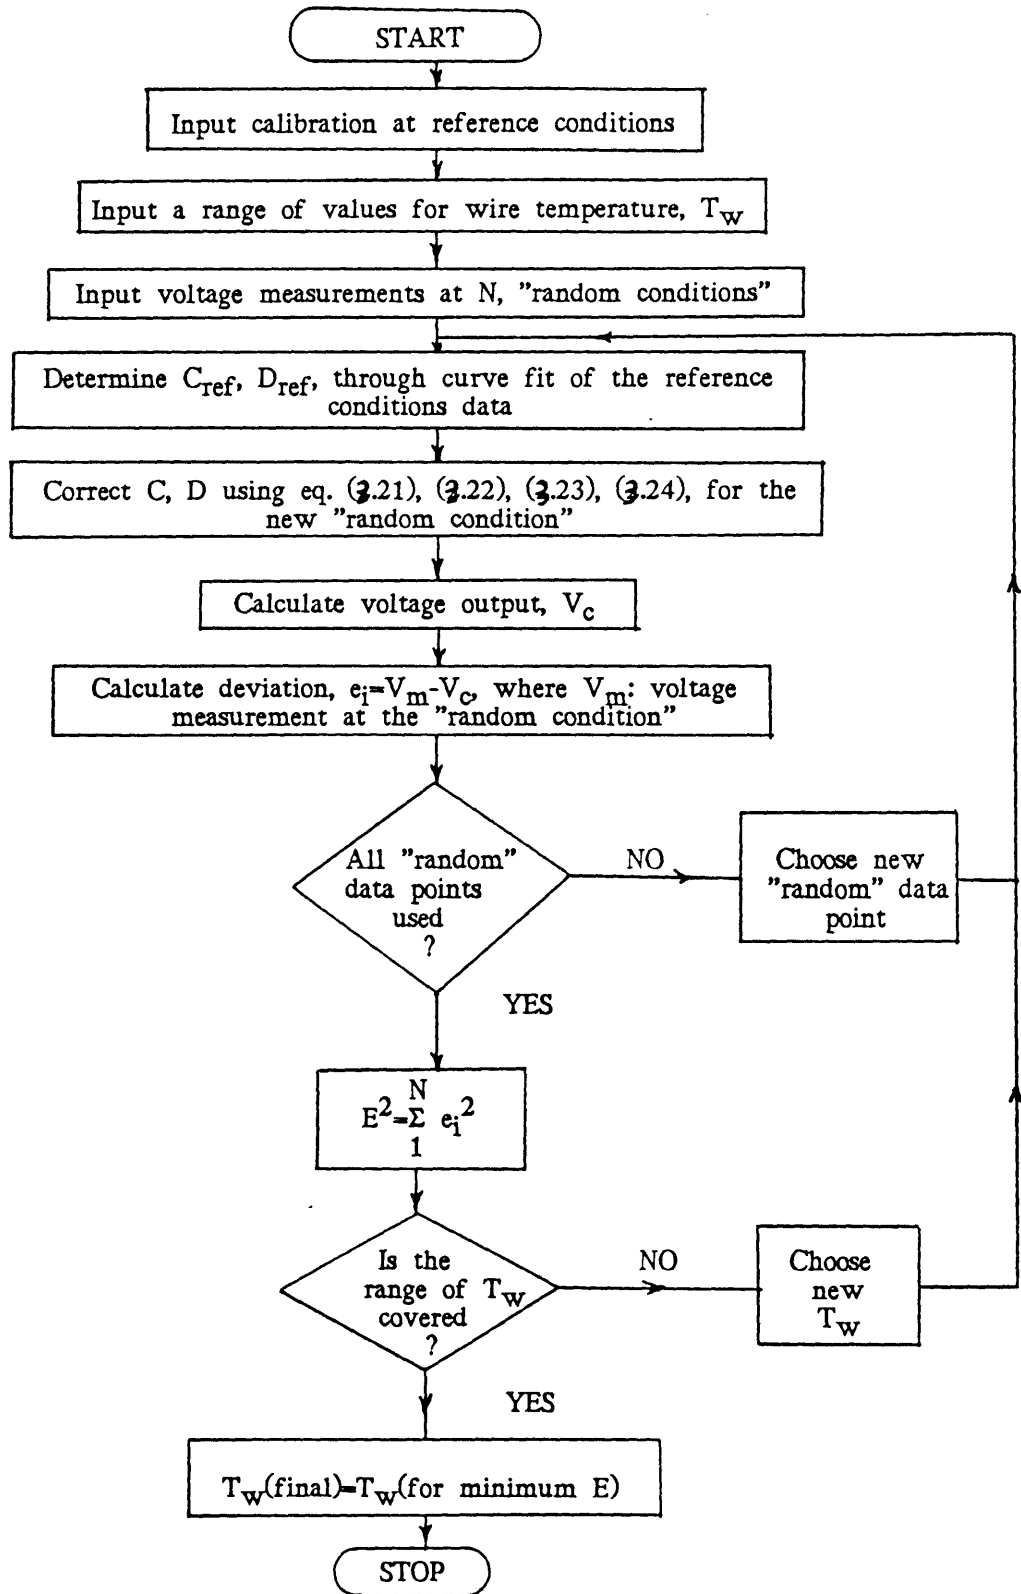 START
Input calibration at reference conditions
Input a range of values for wire temperature, T_w
Input voltage measurements at N, "random conditions"
Determine C_ref, D_ref, through curve fit of the reference
conditions data
Correct C, D using eq. (3.21), (3.22), (3.23), (3.24), for the
new "random condition"
Calculate voltage output, V_c
Calculate deviation, e_i=V_m-V_c, where V_m: voltage
measurement at the "random condition"
All "random"
data points
used
?
NO
Choose new
"random" data
point
YES
N
E²=Σ e_i²
1
Is the
range of T_w
covered
?
NO
Choose
new
T_w
YES
T_w(final)=T_w(for minimum E)
STOP